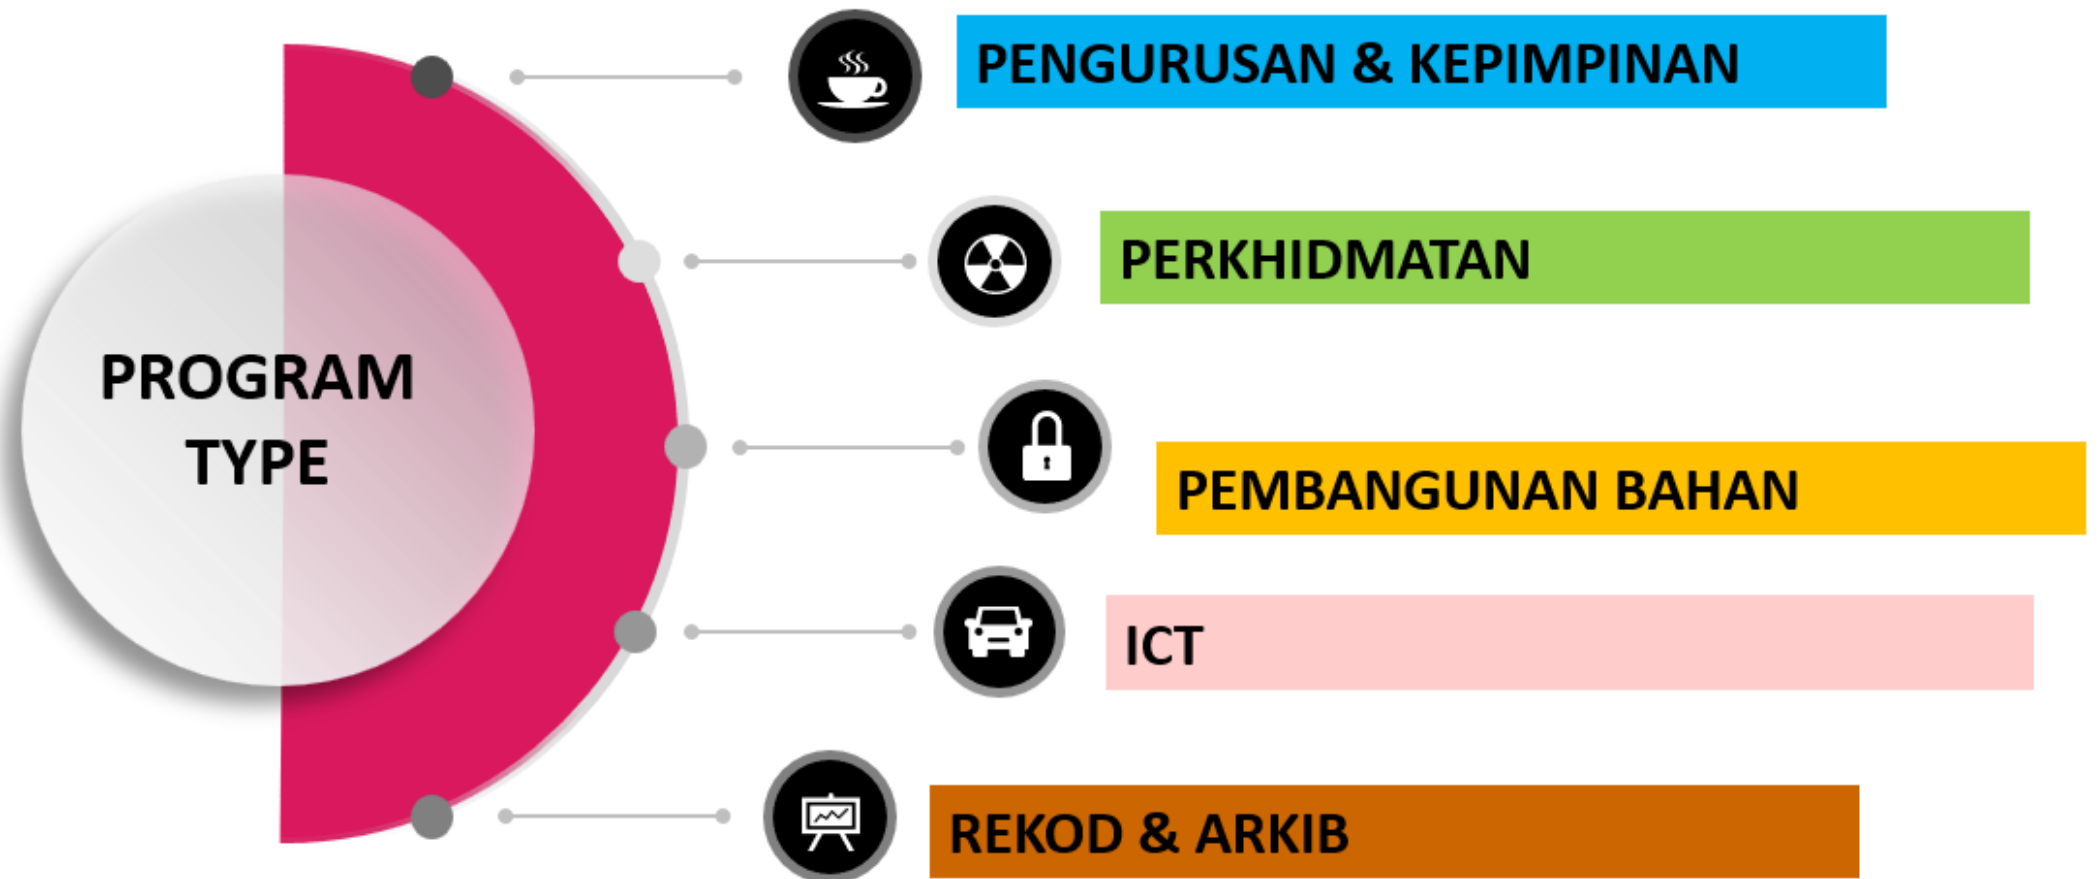 PROGRAM
TYPE
PENGURUSAN & KEPIMPINAN
PERKHIDMATAN
PEMBANGUNAN BAHAN
ICT
REKOD & ARKIB